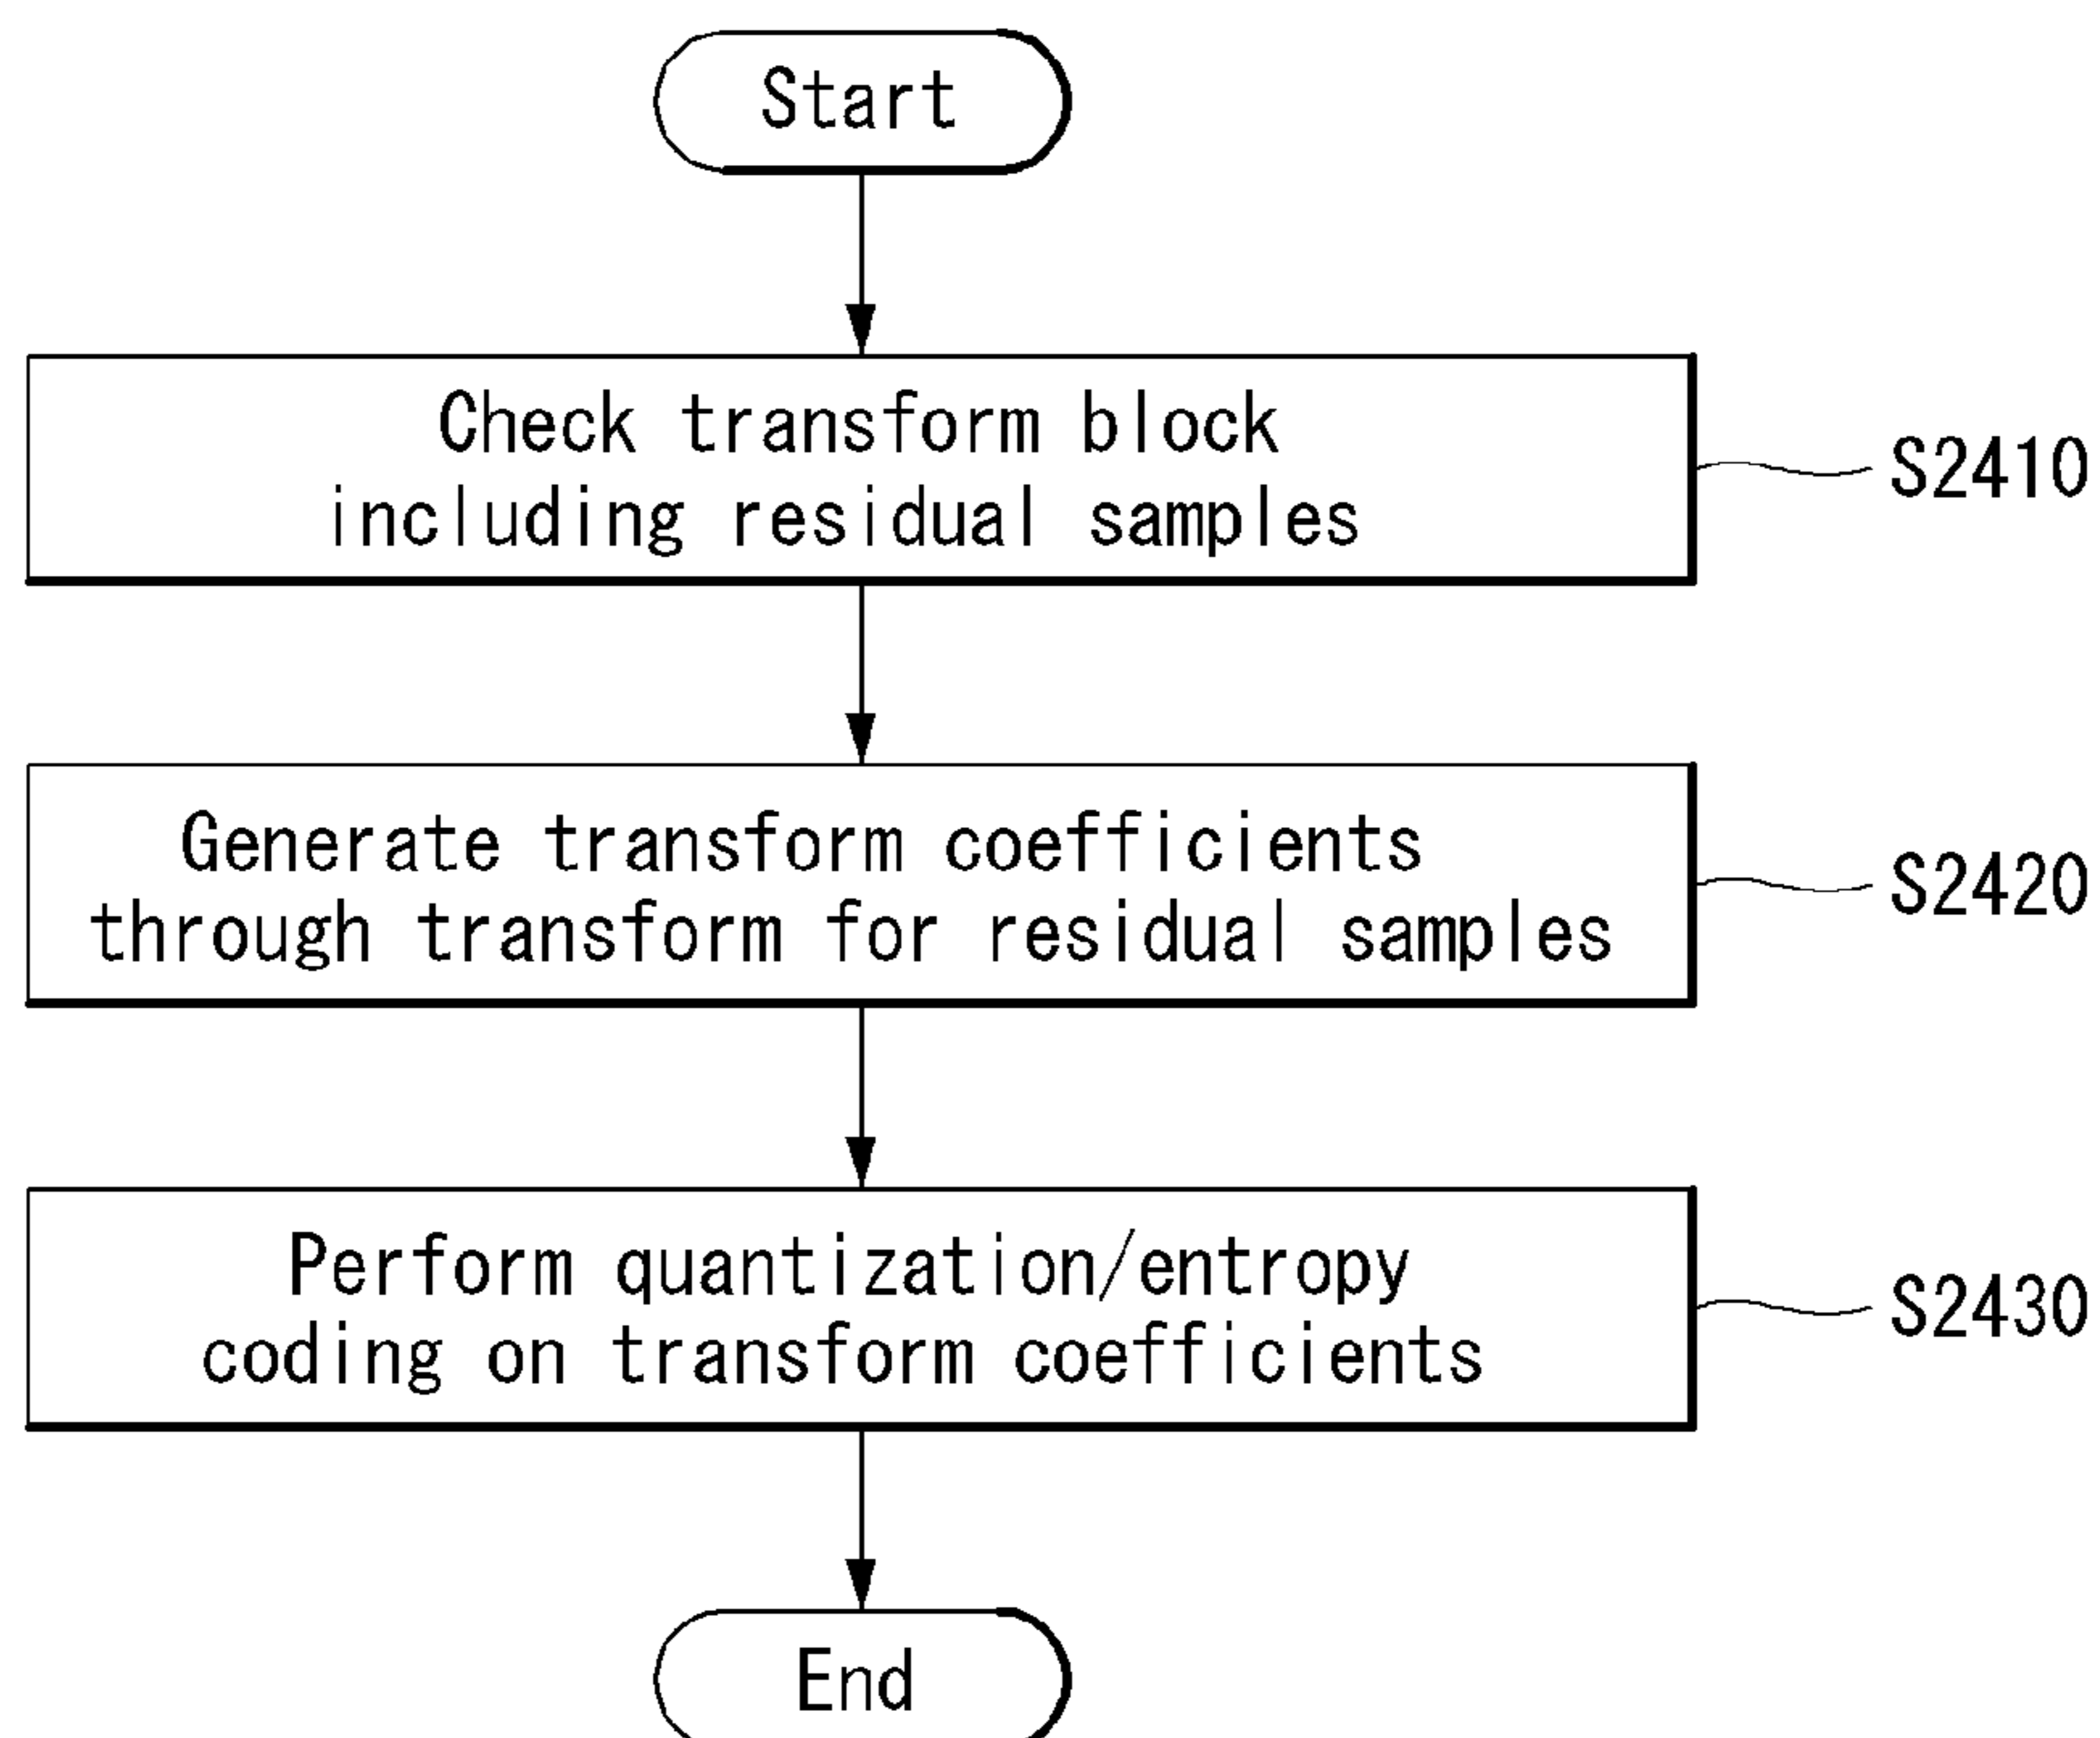 Start
Check transform block
including residual samples
S2410
Generate transform coefficients
through transform for residual samples
S2420
Perform quantization/entropy
coding on transform coefficients
S2430
End